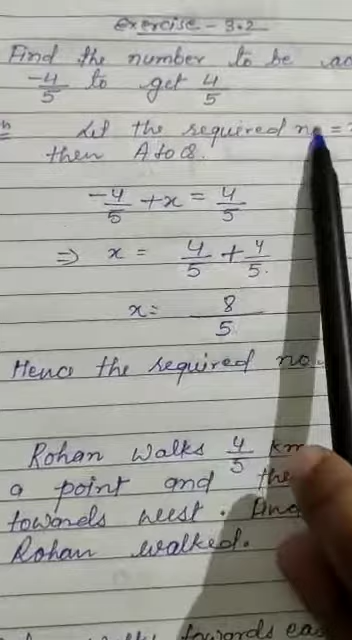 Exercise - 3.2
Find the number to be
-4/5 to get 4/5
Let the required no =
then A to Q.
-4/5 + x = 4/5
⇒ x = 4/5 + 4/5.
x = 8/5
Hence the required no.
Rohan walks 4/5 km
a point and
towards west.
Rohan walked.
towards